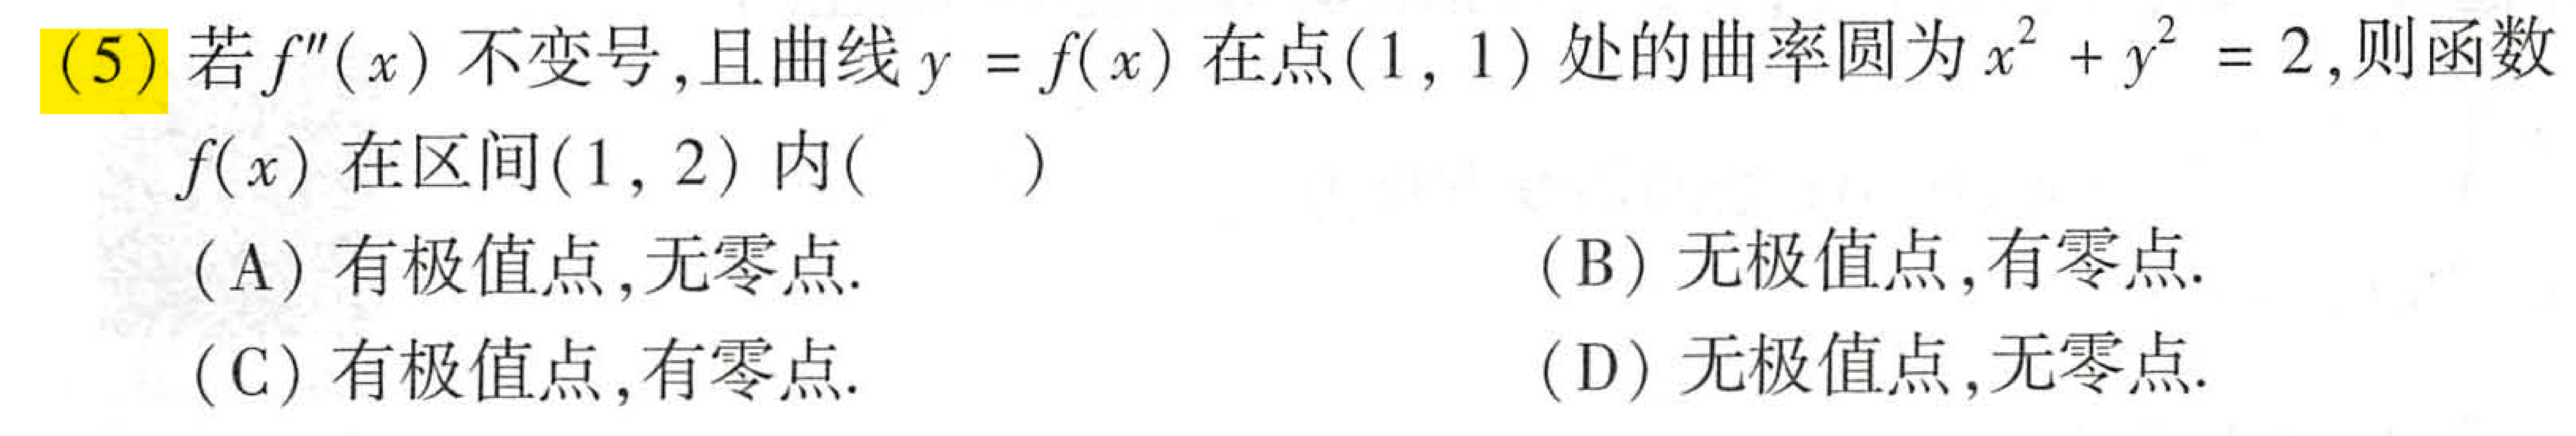 (5) 若 f″(x) 不变号,且曲线 y = f(x) 在点(1, 1) 处的曲率圆为 x² + y² = 2,则函数
f(x) 在区间(1, 2) 内(　　)
(A) 有极值点,无零点.　　(B) 无极值点,有零点.
(C) 有极值点,有零点.　　(D) 无极值点,无零点.